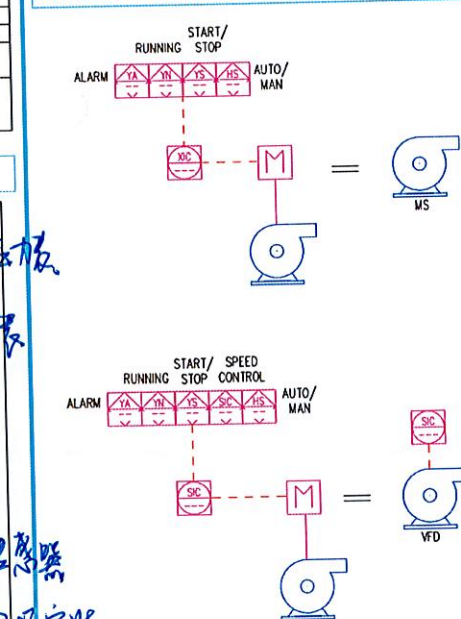 START/
RUNNING STOP
ALARM YA YN YS HS AUTO/
MAN
XIC M
MS
START/ SPEED
RUNNING STOP CONTROL
ALARM YA YN YS SIC HS AUTO/
MAN
SIC
SIC M
VFD